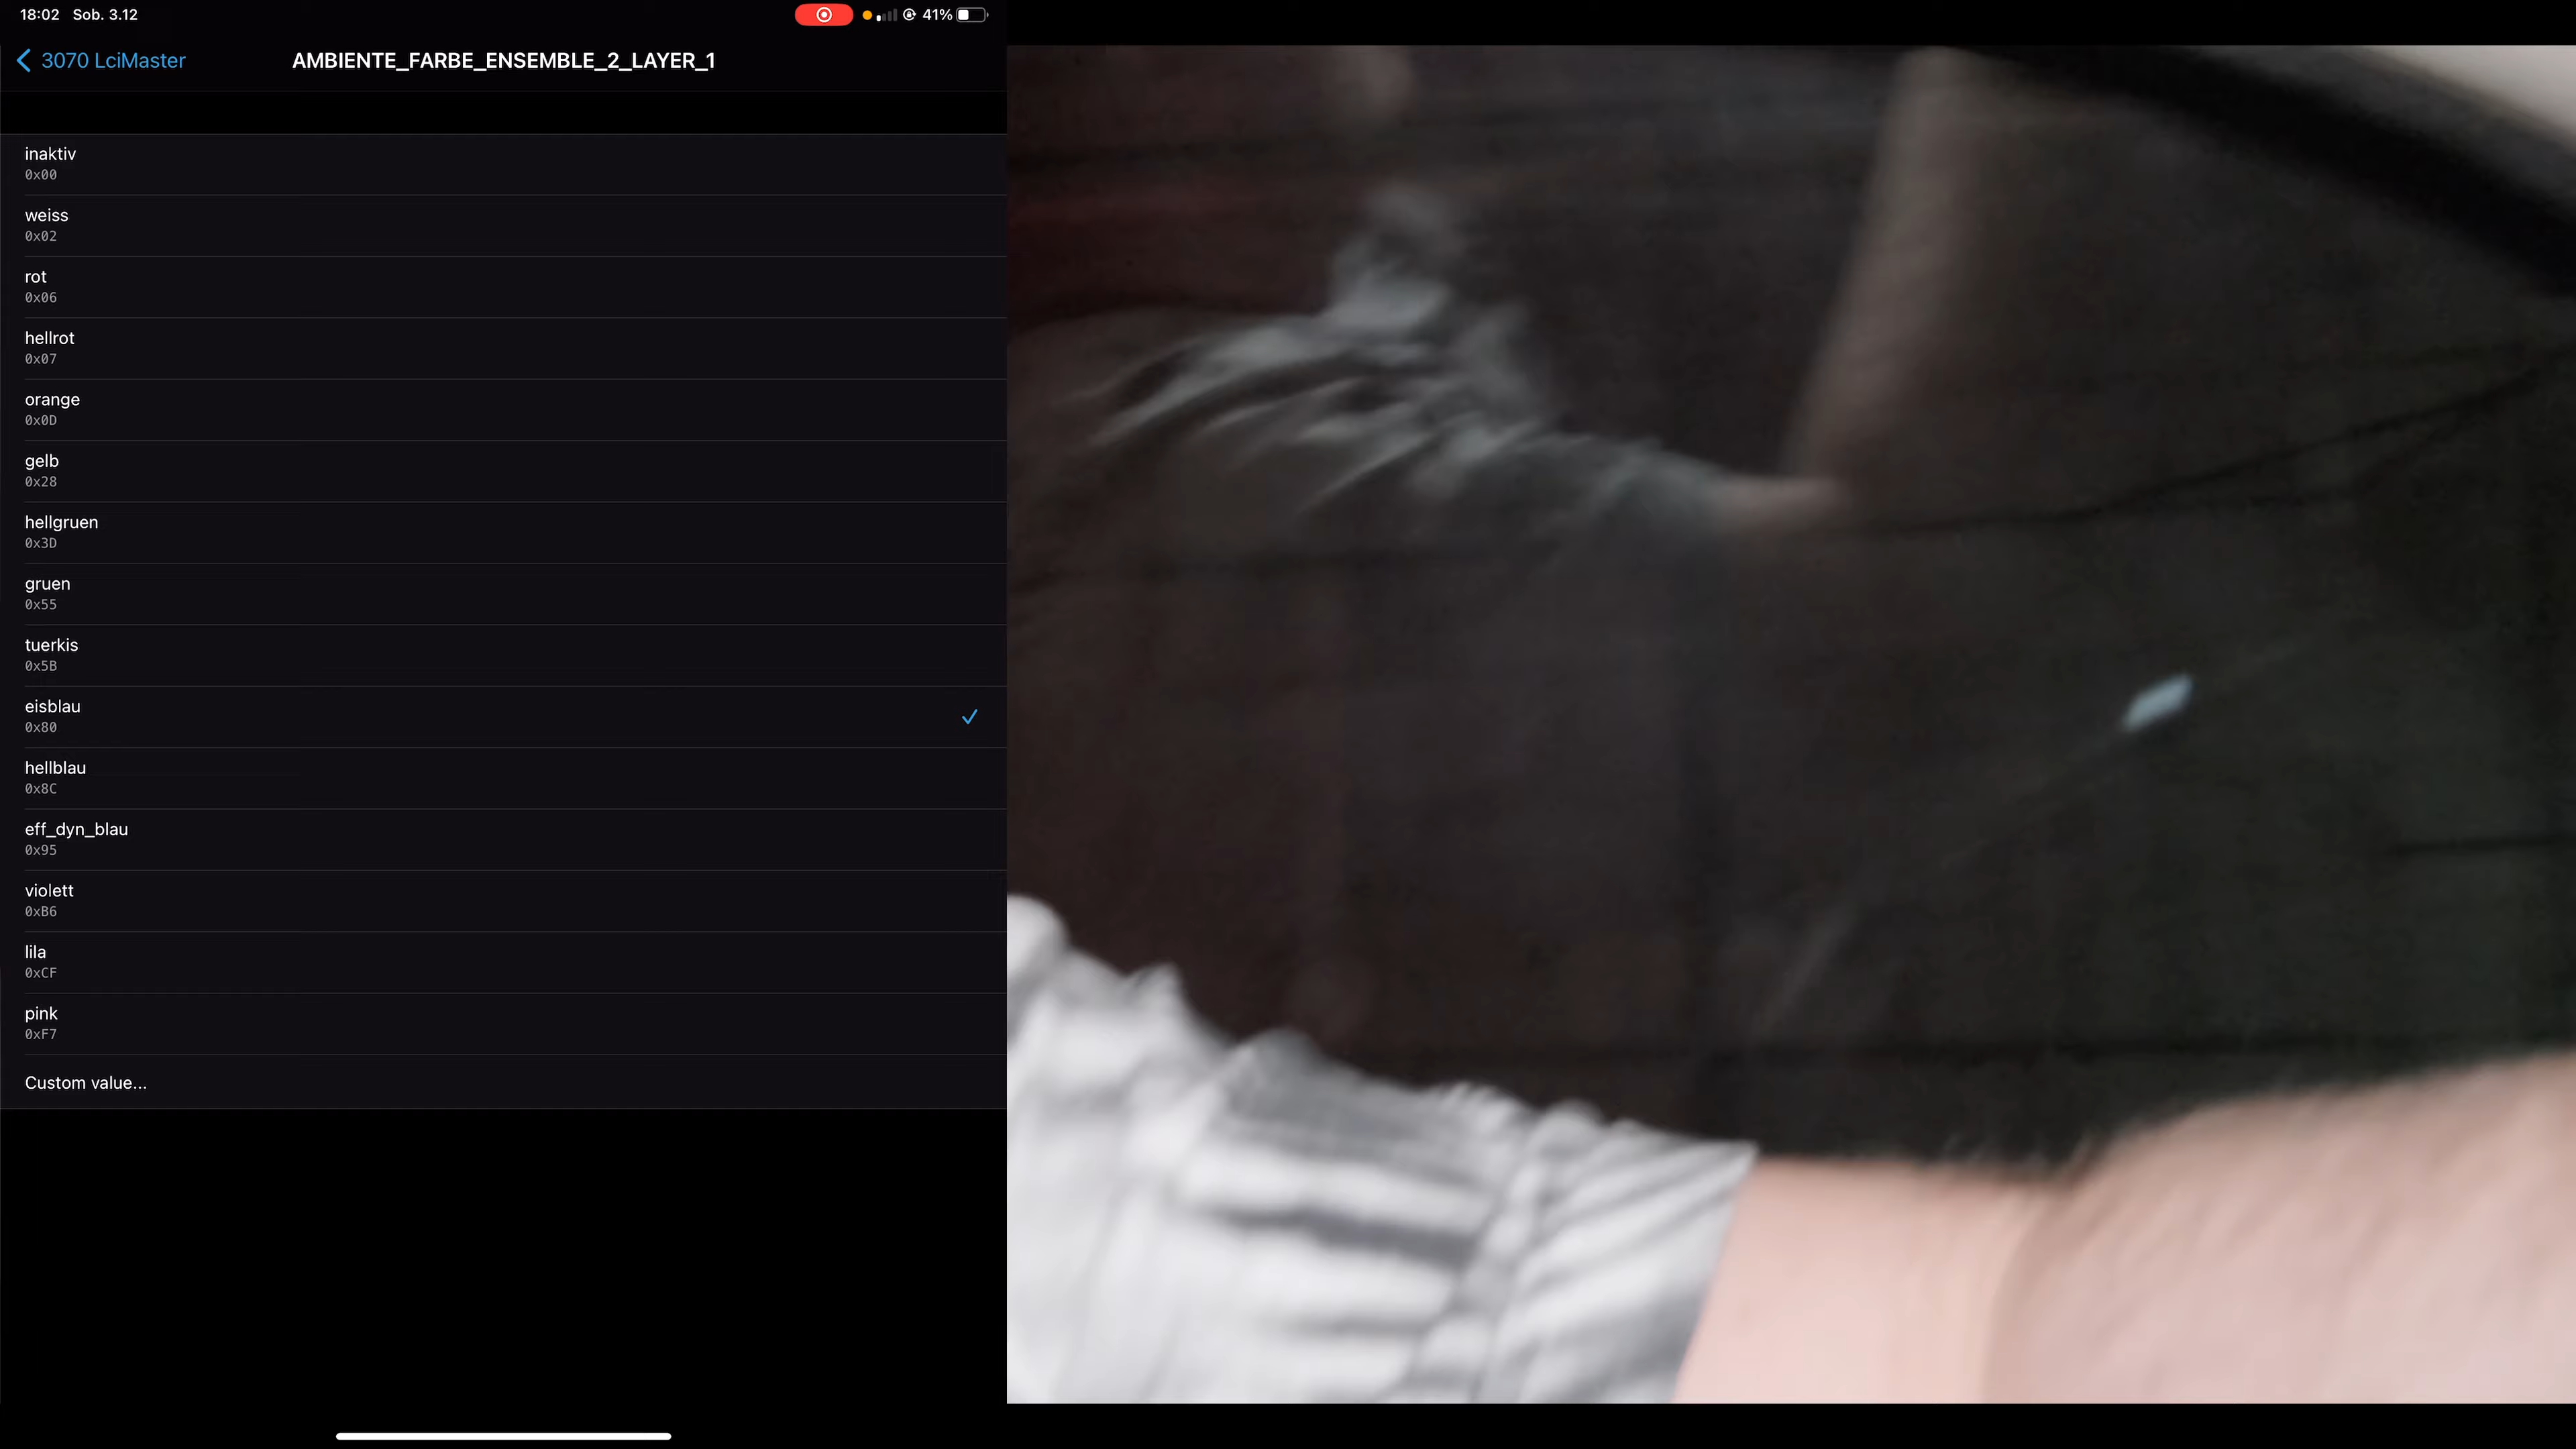 18:02 Sob. 3.12
41%
3070 LciMaster
AMBIENTE_FARBE_ENSEMBLE_2_LAYER_1
inaktiv
0x00
weiss
0x02
rot
0x06
hellrot
0x07
orange
0x0D
gelb
0x28
hellgruen
0x3D
gruen
0x55
tuerkis
0x5B
eisblau
0x80
hellblau
0x8C
eff_dyn_blau
0x95
violett
0xB6
lila
0xCF
pink
0xF7
Custom value...